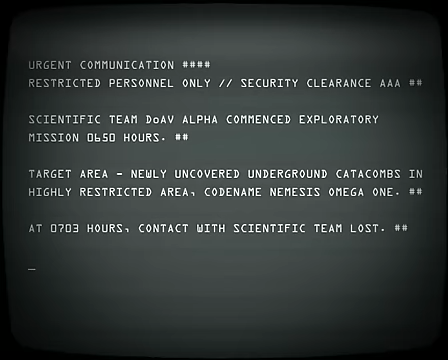 URGENT COMMUNICATION ####
RESTRICTED PERSONNEL ONLY // SECURITY CLEARANCE AAA ##
SCIENTIFIC TEAM DoAV ALPHA COMMENCED EXPLORATORY
MISSION 0650 HOURS. ##
TARGET AREA - NEWLY UNCOVERED UNDERGROUND CATACOMBS IN
HIGHLY RESTRICTED AREA, CODENAME NEMESIS OMEGA ONE. ##
AT 0703 HOURS, CONTACT WITH SCIENTIFIC TEAM LOST. ##
_